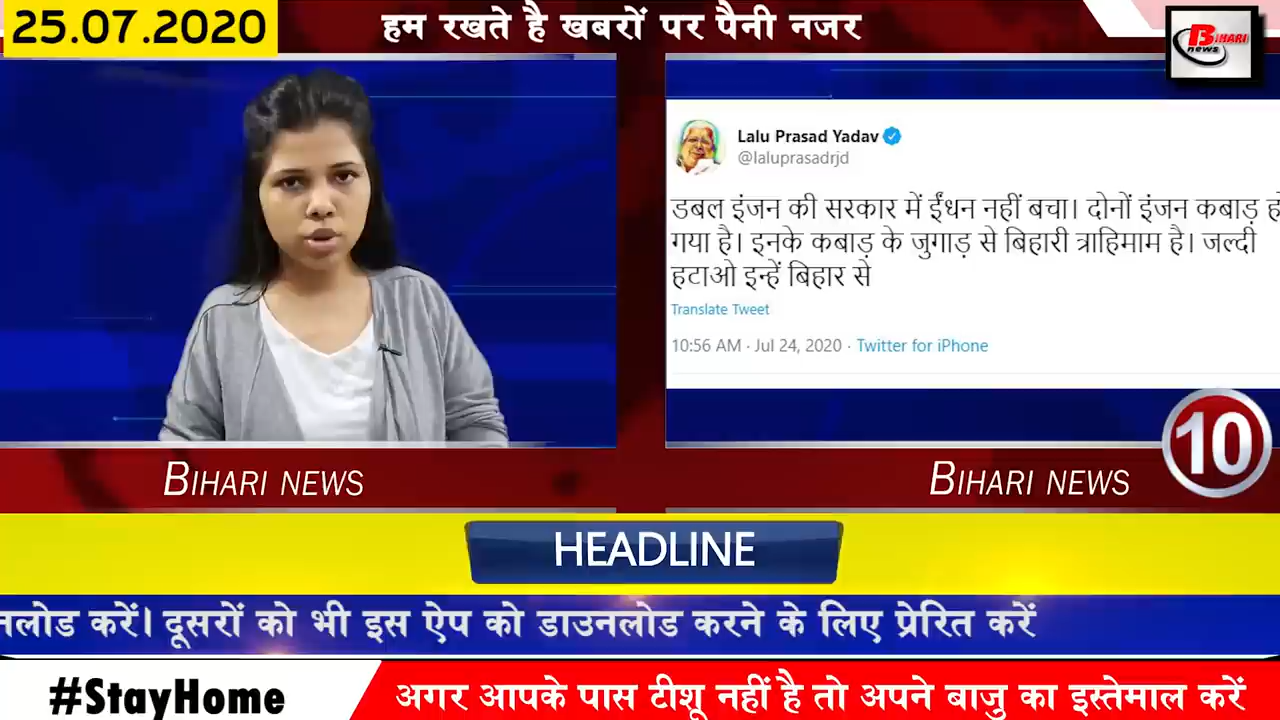 25.07.2020
हम रखते है खबरों पर पैनी नजर
BIHARI
news
Lalu Prasad Yadav
@laluprasadrjd
डबल इंजन की सरकार में ईंधन नहीं बचा। दोनों इंजन कबाड़ हो
गया है। इनके कबाड़ के जुगाड़ से बिहारी त्राहिमाम है। जल्दी
हटाओ इन्हें बिहार से
Translate Tweet
10:56 AM · Jul 24, 2020 · Twitter for iPhone
10
BIHARI NEWS
BIHARI NEWS
HEADLINE
नलोड करें। दूसरों को भी इस ऐप को डाउनलोड करने के लिए प्रेरित करें
#StayHome
अगर आपके पास टीशू नहीं है तो अपने बाजु का इस्तेमाल करें